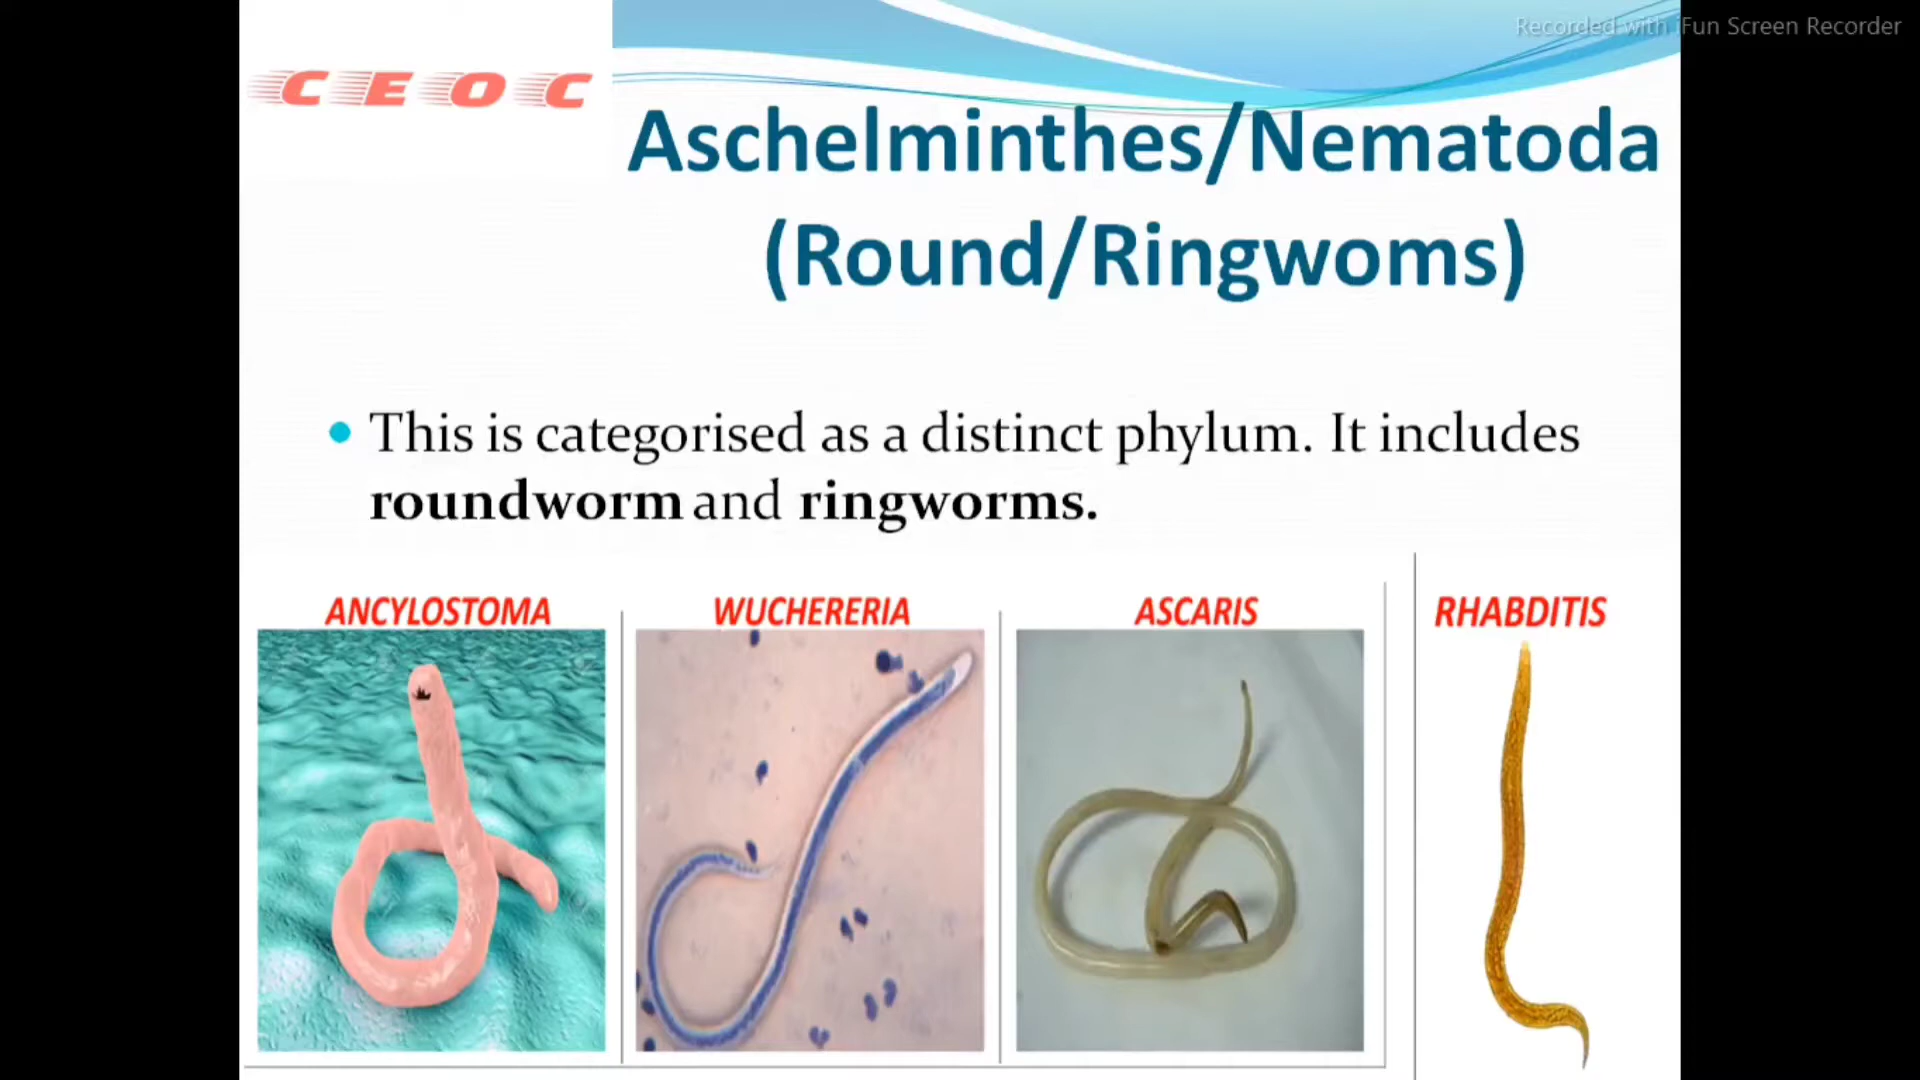 Recorded with iFun Screen Recorder
CEOC
Aschelminthes/Nematoda
(Round/Ringwoms)
• This is categorised as a distinct phylum. It includes
roundworm and ringworms.
ANCYLOSTOMA
WUCHERERIA
ASCARIS
RHABDITIS